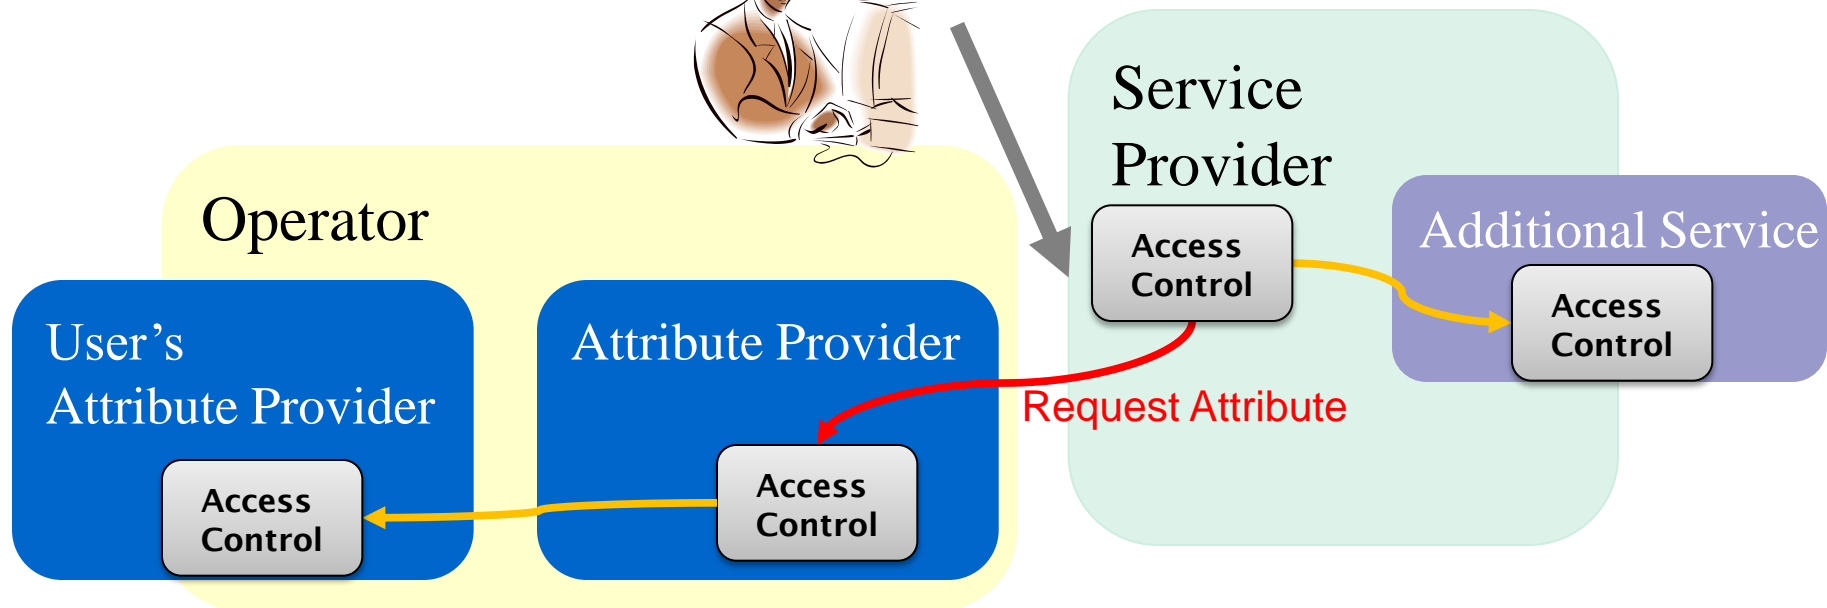 Service
Provider
Operator
Additional Service
Access
Control
Access
Control
User's
Attribute Provider
Attribute Provider
Request Attribute
Access
Control
Access
Control